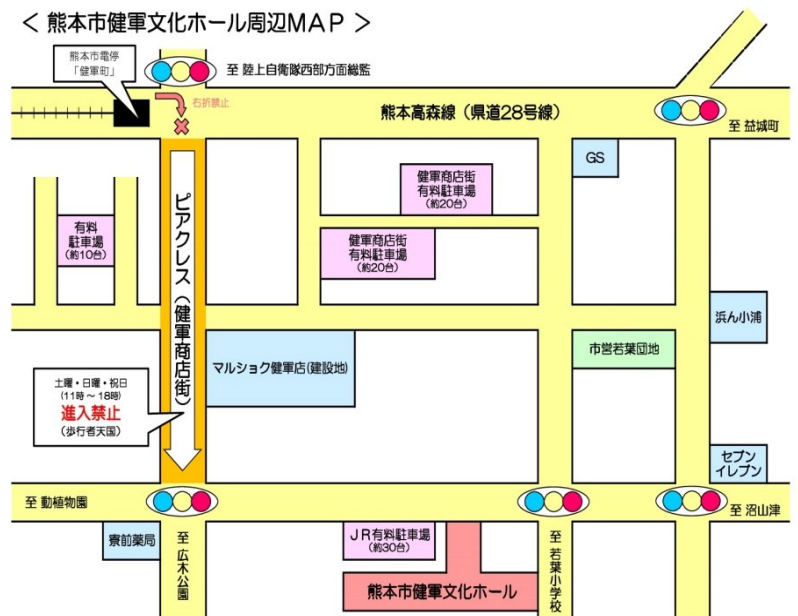 < 熊本市健軍文化ホール周辺MAP >
熊本市電停
「健軍町」
至 陸上自衛隊西部方面総監
右折禁止
熊本高森線（県道28号線）
至 益城町
GS
健軍商店街
有料駐車場
(約20台)
有料
駐車場
(約10台)
健軍商店街
有料駐車場
(約20台)
ピアクレス（健軍商店街）
浜ん小浦
マルショク健軍店(建設地)
市営若葉団地
土曜・日曜・祝日
(11時～18時)
進入禁止
(歩行者天国)
セブン
イレブン
至 動植物園
至 沼山津
寮前薬局
至 広木公園
JR有料駐車場
(約30台)
至 若葉小学校
熊本市健軍文化ホール